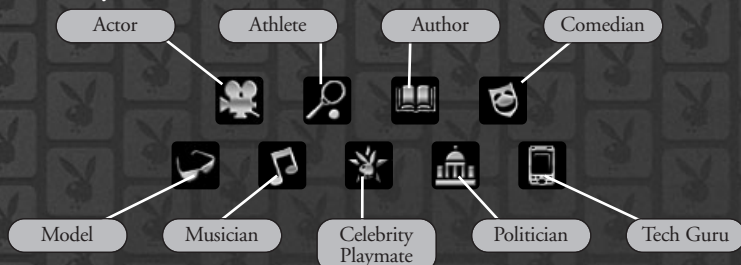 Actor
Athlete
Author
Comedian
Model
Musician
Celebrity
Playmate
Politician
Tech Guru